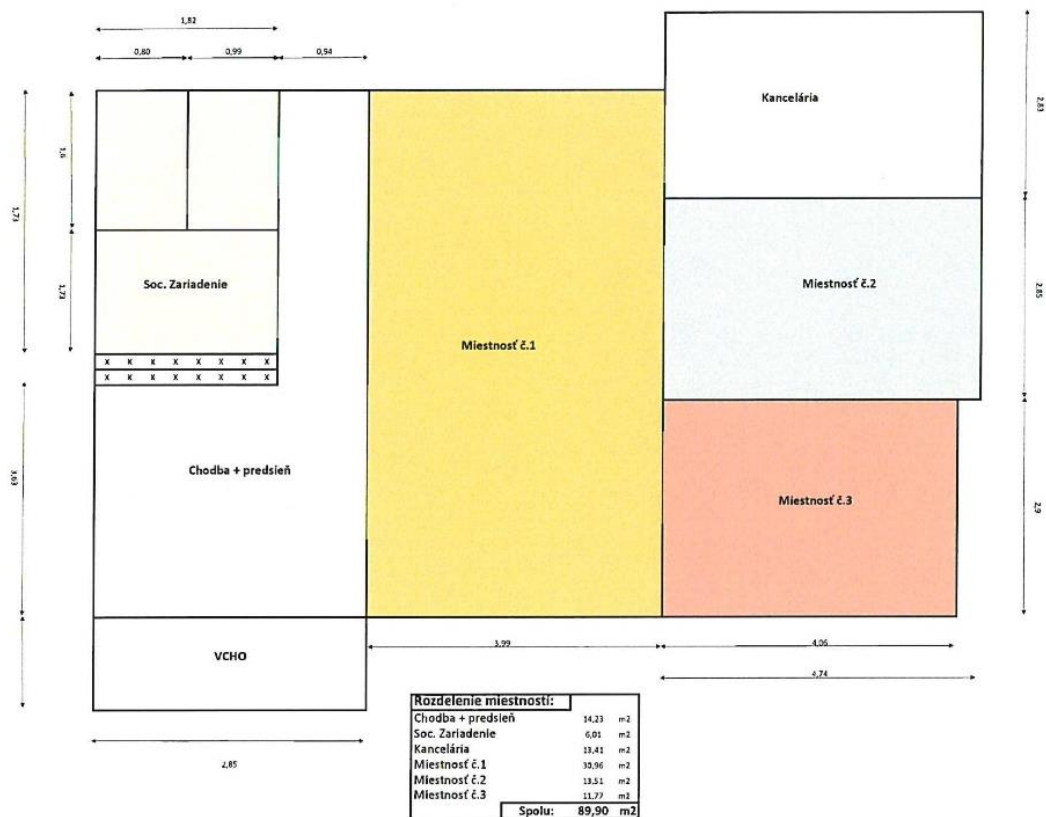 1,82
0,80 0,99 0,94
Kancelária
2,83
1,6
1,73
Soc. Zariadenie
1,73
Miestnosť č.2
2,85
Miestnosť č.1
X X X X X X X X
X X X X X X X X
Chodba + predsieň
3,63
Miestnosť č.3
2,9
VCHO
3,99 4,06
4,74
2,85
Rozdelenie miestností:
Chodba + predsieň 14,23 m2
Soc. Zariadenie 6,01 m2
Kancelária 13,41 m2
Miestnosť č.1 30,96 m2
Miestnosť č.2 13,51 m2
Miestnosť č.3 11,77 m2
Spolu: 89,90 m2